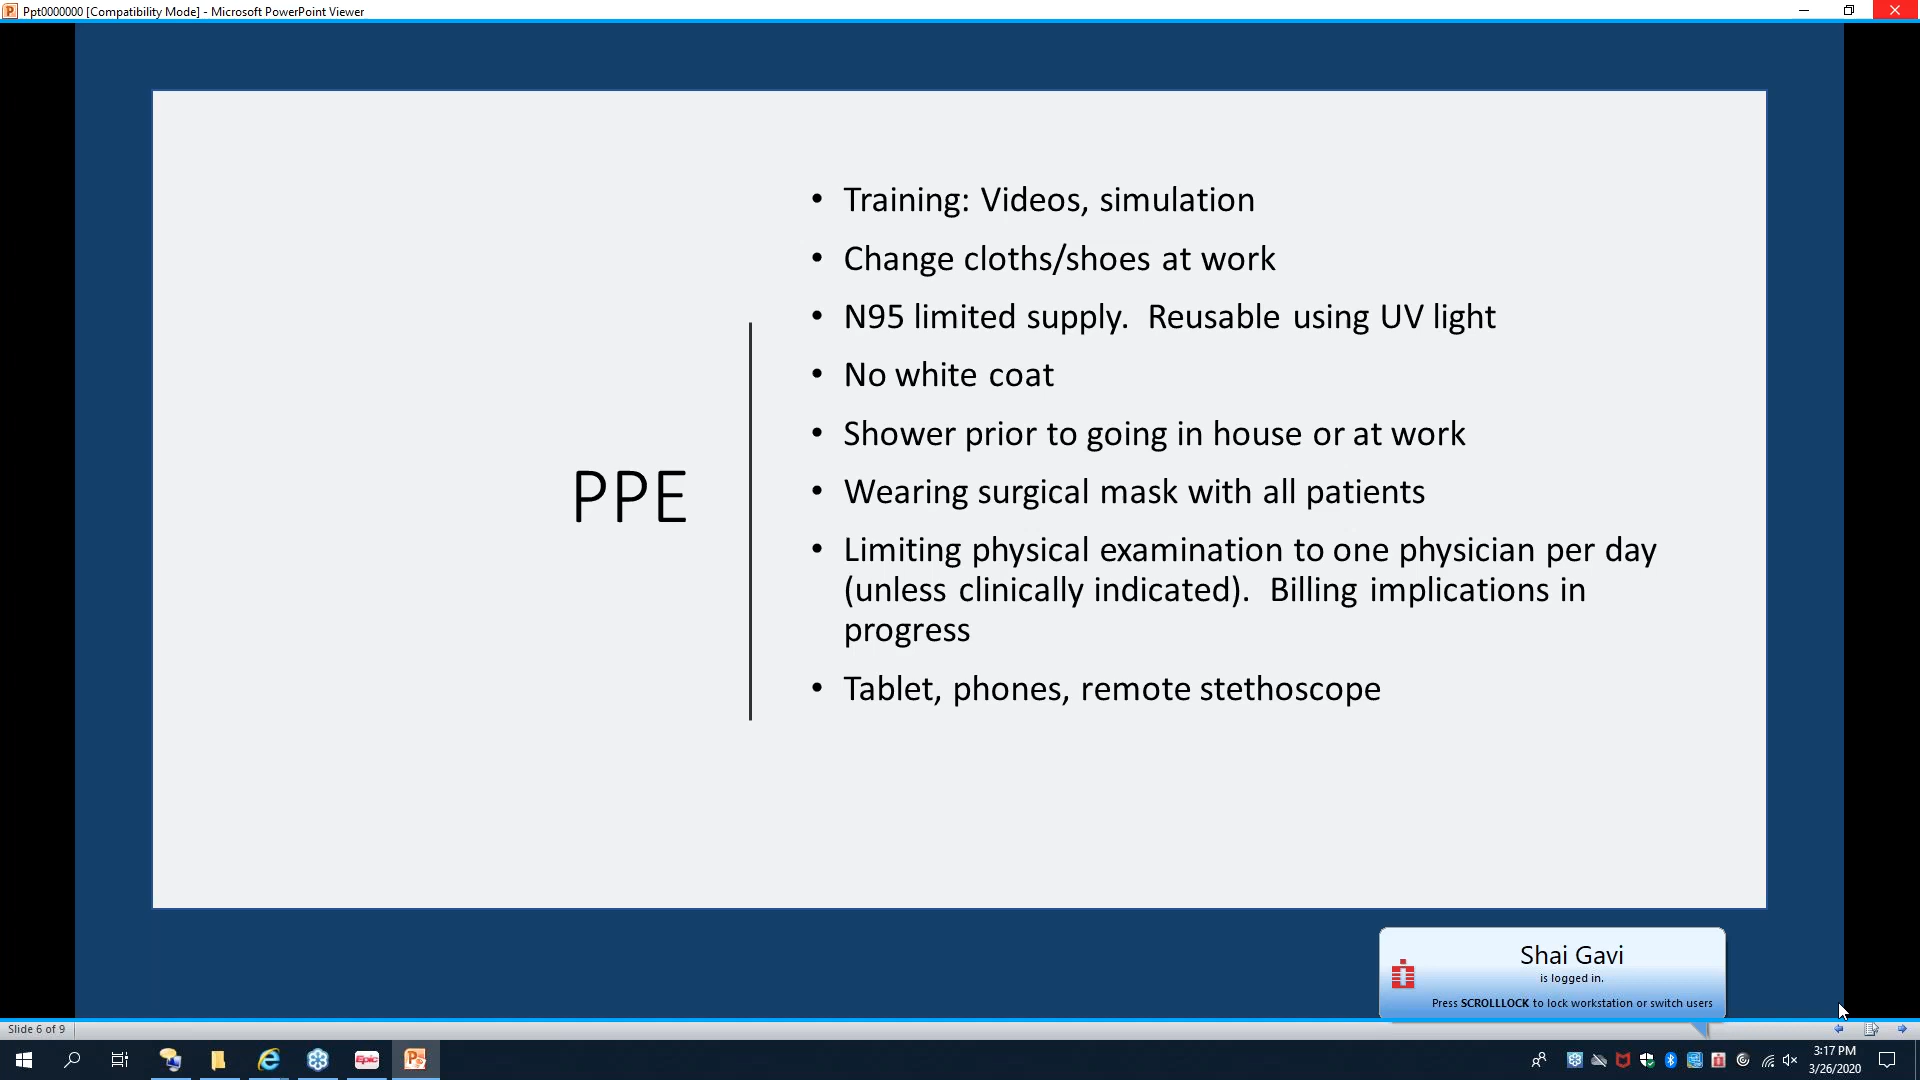 Ppt0000000 [Compatibility Mode] - Microsoft PowerPoint Viewer
PPE
• Training: Videos, simulation
• Change cloths/shoes at work
• N95 limited supply.  Reusable using UV light
• No white coat
• Shower prior to going in house or at work
• Wearing surgical mask with all patients
• Limiting physical examination to one physician per day
(unless clinically indicated).  Billing implications in
progress
• Tablet, phones, remote stethoscope
Shai Gavi
is logged in.
Press SCROLLLOCK to lock workstation or switch users
Slide 6 of 9
Epic
3:17 PM
3/26/2020